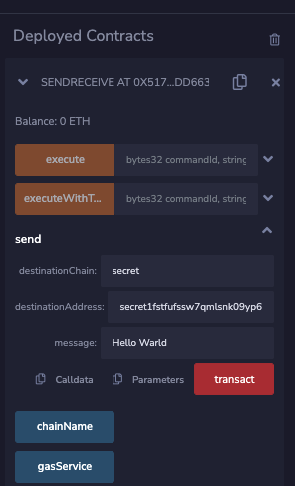 Deployed Contracts
SENDRECEIVE AT 0X517...DD663
Balance: 0 ETH
execute bytes32 commandId, string
executeWithT... bytes32 commandId, string
send
destinationChain: secret
destinationAddress: secret1fstfufssw7qmlsnk09yp6
message: Hello Warld
Calldata Parameters transact
chainName
gasService